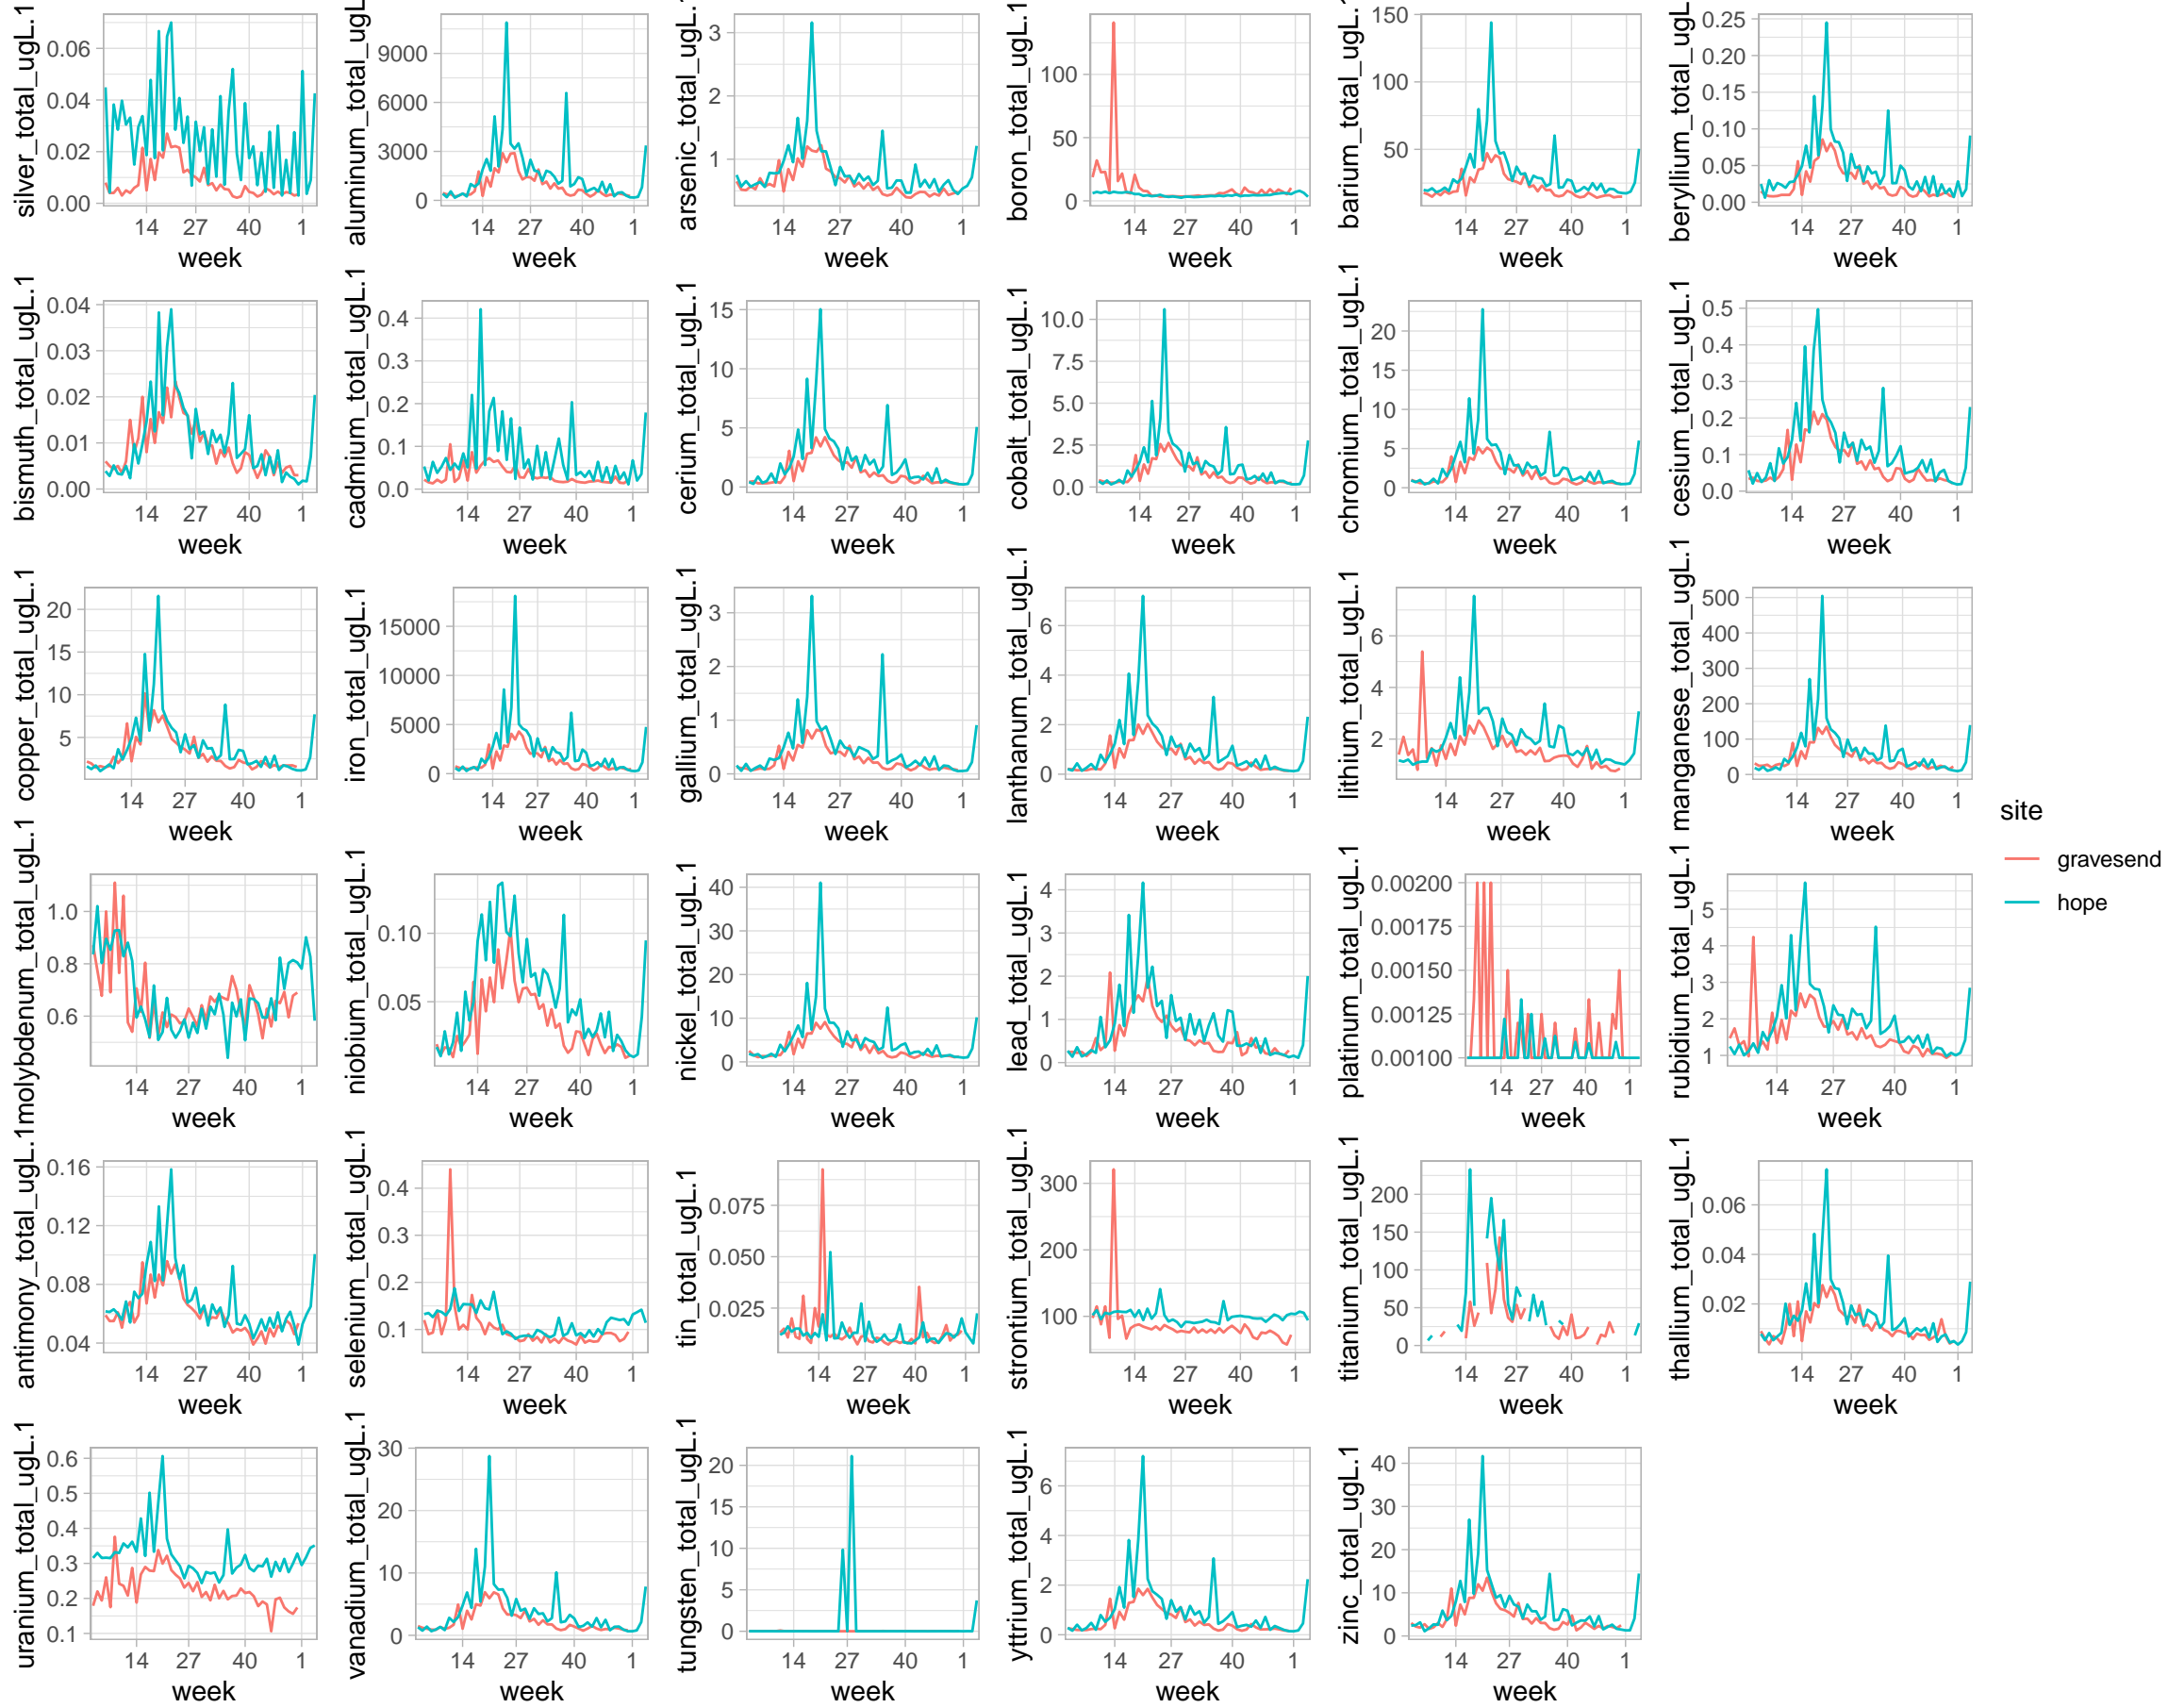 silver_total_ugL.1
0.06
0.04
0.02
0.00
14 27 40 1
week
aluminum_total_ugL
9000
6000
3000
0
14 27 40 1
week
arsenic_total_ugL.1
3
2
1
14 27 40 1
week
boron_total_ugL.1
100
50
0
14 27 40 1
week
barium_total_ugL.1
150
100
50
14 27 40 1
week
beryllium_total_ugL
0.25
0.20
0.15
0.10
0.05
0.00
14 27 40 1
week
bismuth_total_ugL.1
0.04
0.03
0.02
0.01
0.00
14 27 40 1
week
cadmium_total_ugL.1
0.4
0.3
0.2
0.1
0.0
14 27 40 1
week
cerium_total_ugL.1
15
10
5
0
14 27 40 1
week
cobalt_total_ugL.1
10.0
7.5
5.0
2.5
0.0
14 27 40 1
week
chromium_total_ugL.1
20
15
10
5
0
14 27 40 1
week
cesium_total_ugL.1
0.5
0.4
0.3
0.2
0.1
0.0
14 27 40 1
week
copper_total_ugL.1
20
15
10
5
14 27 40 1
week
iron_total_ugL.1
15000
10000
5000
0
14 27 40 1
week
gallium_total_ugL.1
3
2
1
0
14 27 40 1
week
lanthanum_total_ugL.1
6
4
2
0
14 27 40 1
week
lithium_total_ugL.1
6
4
2
14 27 40 1
week
manganese_total_ugL.1
500
400
300
200
100
0
14 27 40 1
week
molybdenum_total_ugL.1
1.0
0.8
0.6
14 27 40 1
week
niobium_total_ugL.1
0.10
0.05
14 27 40 1
week
nickel_total_ugL.1
40
30
20
10
0
14 27 40 1
week
lead_total_ugL.1
4
3
2
1
0
14 27 40 1
week
platinum_total_ugL.1
0.00200
0.00175
0.00150
0.00125
0.00100
14 27 40 1
week
rubidium_total_ugL.1
5
4
3
2
1
14 27 40 1
week
site
gravesend
hope
antimony_total_ugL.1
0.16
0.12
0.08
0.04
14 27 40 1
week
selenium_total_ugL.1
0.4
0.3
0.2
0.1
14 27 40 1
week
tin_total_ugL.1
0.075
0.050
0.025
14 27 40 1
week
strontium_total_ugL.1
300
200
100
14 27 40 1
week
titanium_total_ugL.1
200
150
100
50
0
14 27 40 1
week
thallium_total_ugL.1
0.06
0.04
0.02
14 27 40 1
week
uranium_total_ugL.1
0.6
0.5
0.4
0.3
0.2
0.1
14 27 40 1
week
vanadium_total_ugL.1
30
20
10
0
14 27 40 1
week
tungsten_total_ugL.1
20
15
10
5
0
14 27 40 1
week
yttrium_total_ugL.1
6
4
2
0
14 27 40 1
week
zinc_total_ugL.1
40
30
20
10
0
14 27 40 1
week